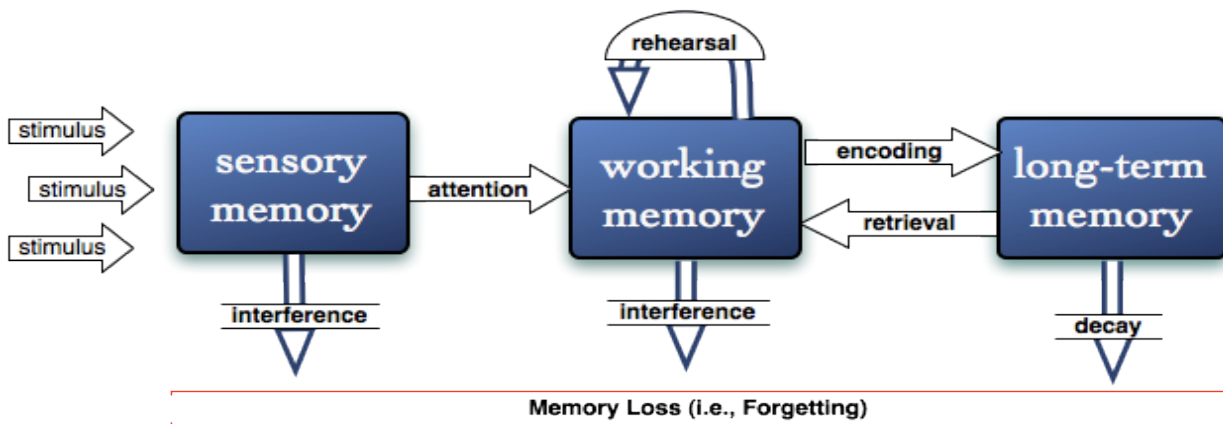 rehearsal
stimulus
stimulus
stimulus
sensory
memory
attention
working
memory
encoding
retrieval
long-term
memory
interference
interference
decay
Memory Loss (i.e., Forgetting)